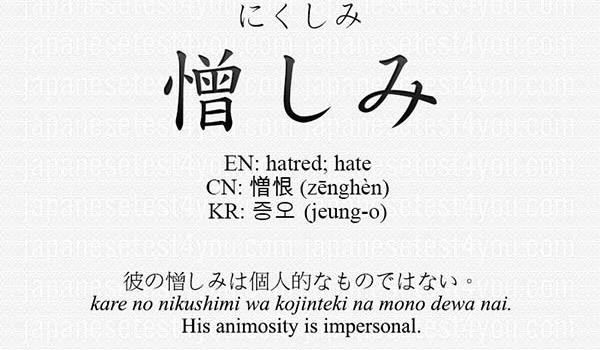 にくしみ
憎しみ
EN: hatred; hate
CN: 憎恨 (zēnghèn)
KR: 증오 (jeung-o)
彼の憎しみは個人的なものではない。
kare no nikushimi wa kojinteki na mono dewa nai.
His animosity is impersonal.